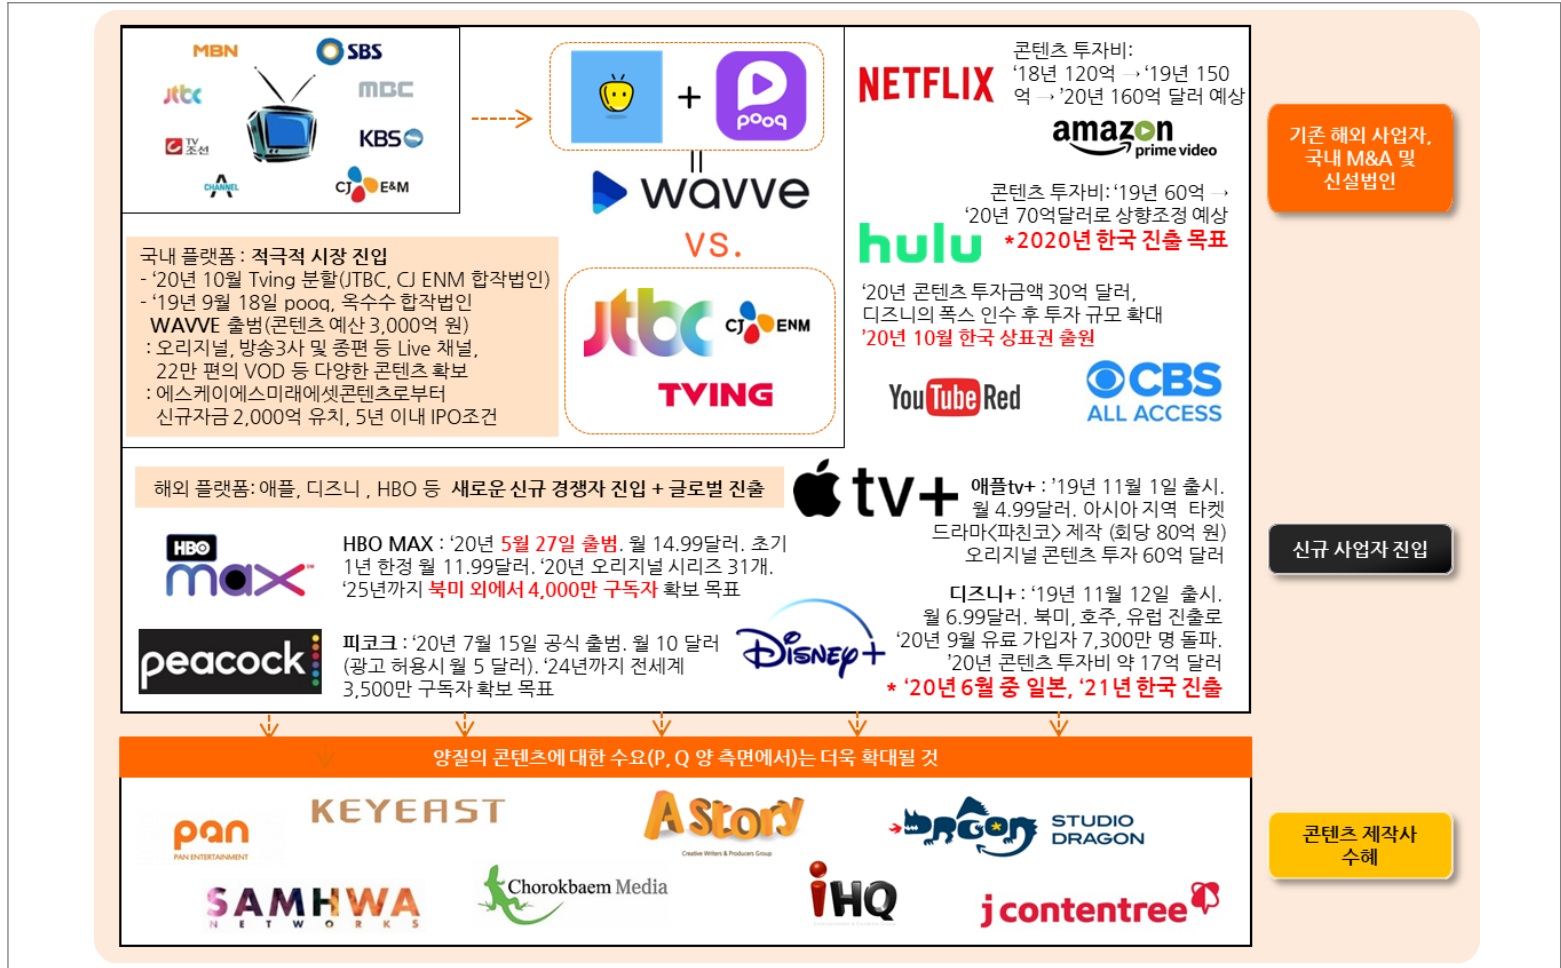 MBN
SBS
jtbc
MBC
TV
조선
KBS
CHANNEL
CJ E&M
+
pooq
=
wavve
vs.
jtbc
CJ ENM
TVING
국내 플랫폼 : 적극적 시장 진입
- ‘20년 10월 Tving 분할(JTBC, CJ ENM 합작법인)
- ‘19년 9월 18일 pooq, 옥수수 합작법인
WAVVE 출범(콘텐츠 예산 3,000억 원)
: 오리지널, 방송3사 및 종편 등 Live 채널,
22만 편의 VOD 등 다양한 콘텐츠 확보
: 에스케이에스미래에셋콘텐츠로부터
신규자금 2,000억 유치, 5년 이내 IPO조건
NETFLIX
콘텐츠 투자비:
‘18년 120억 → ‘19년 150
억 → ’20년 160억 달러 예상
amazon
prime video
콘텐츠 투자비: ‘19년 60억 →
‘20년 70억달러로 상향조정 예상
hulu
*2020년 한국 진출 목표
‘20년 콘텐츠 투자금액 30억 달러,
디즈니의 폭스 인수 후 투자 규모 확대
’20년 10월 한국 상표권 출원
YouTube Red
CBS
ALL ACCESS
기존 해외 사업자,
국내 M&A 및
신설법인
해외 플랫폼: 애플, 디즈니 , HBO 등 새로운 신규 경쟁자 진입 + 글로벌 진출
tv+
애플tv+ : ’19년 11월 1일 출시.
월 4.99달러. 아시아 지역 타켓
드라마<파친코> 제작 (회당 80억 원)
오리지널 콘텐츠 투자 60억 달러
HBO
max
HBO MAX : ‘20년 5월 27일 출범. 월 14.99달러. 초기
1년 한정 월 11.99달러. ‘20년 오리지널 시리즈 31개.
‘25년까지 북미 외에서 4,000만 구독자 확보 목표
peacock
피코크 : ‘20년 7월 15일 공식 출범. 월 10 달러
(광고 허용시 월 5 달러). ‘24년까지 전세계
3,500만 구독자 확보 목표
Disney+
디즈니+ : ‘19년 11월 12일 출시.
월 6.99달러. 북미, 호주, 유럽 진출로
‘20년 9월 유료 가입자 7,300만 명 돌파.
’20년 콘텐츠 투자비 약 17억 달러
* ‘20년 6월 중 일본, ‘21년 한국 진출
신규 사업자 진입
양질의 콘텐츠에 대한 수요(P, Q 양 측면에서)는 더욱 확대될 것
pan
PAN ENTERTAINMENT
KEYEAST
A Story
Creative Writers & Producers Group
DRAGON
STUDIO
DRAGON
SAMHWA
NETWORKS
Chorokbaem Media
iHQ
j contentree
콘텐츠 제작사
수혜